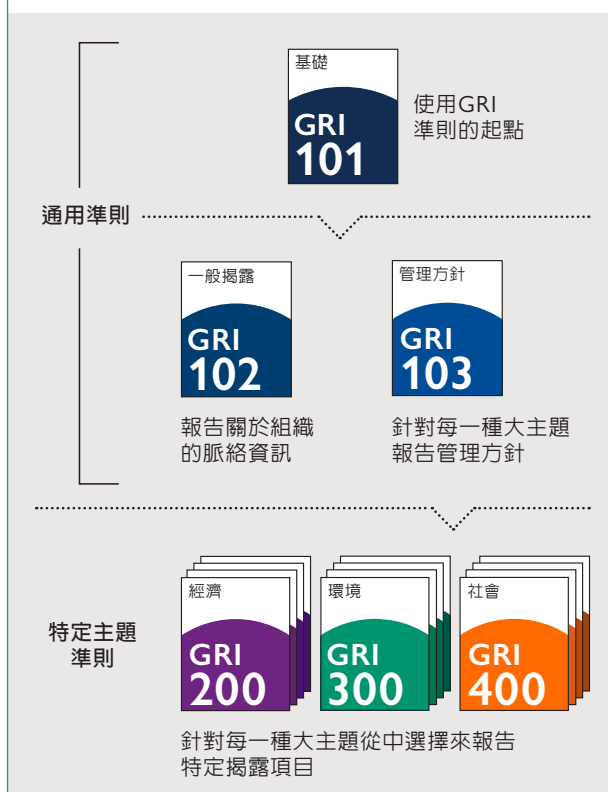 基礎
GRI
101
使用GRI
準則的起點
通用準則
一般揭露
GRI
102
管理方針
GRI
103
報告關於組織
的脈絡資訊
針對每一種大主題
報告管理方針
特定主題
準則
經濟
GRI
200
環境
GRI
300
社會
GRI
400
針對每一種大主題從中選擇來報告
特定揭露項目